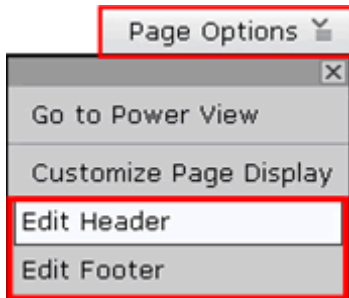 Page Options
Go to Power View
Customize Page Display
Edit Header
Edit Footer